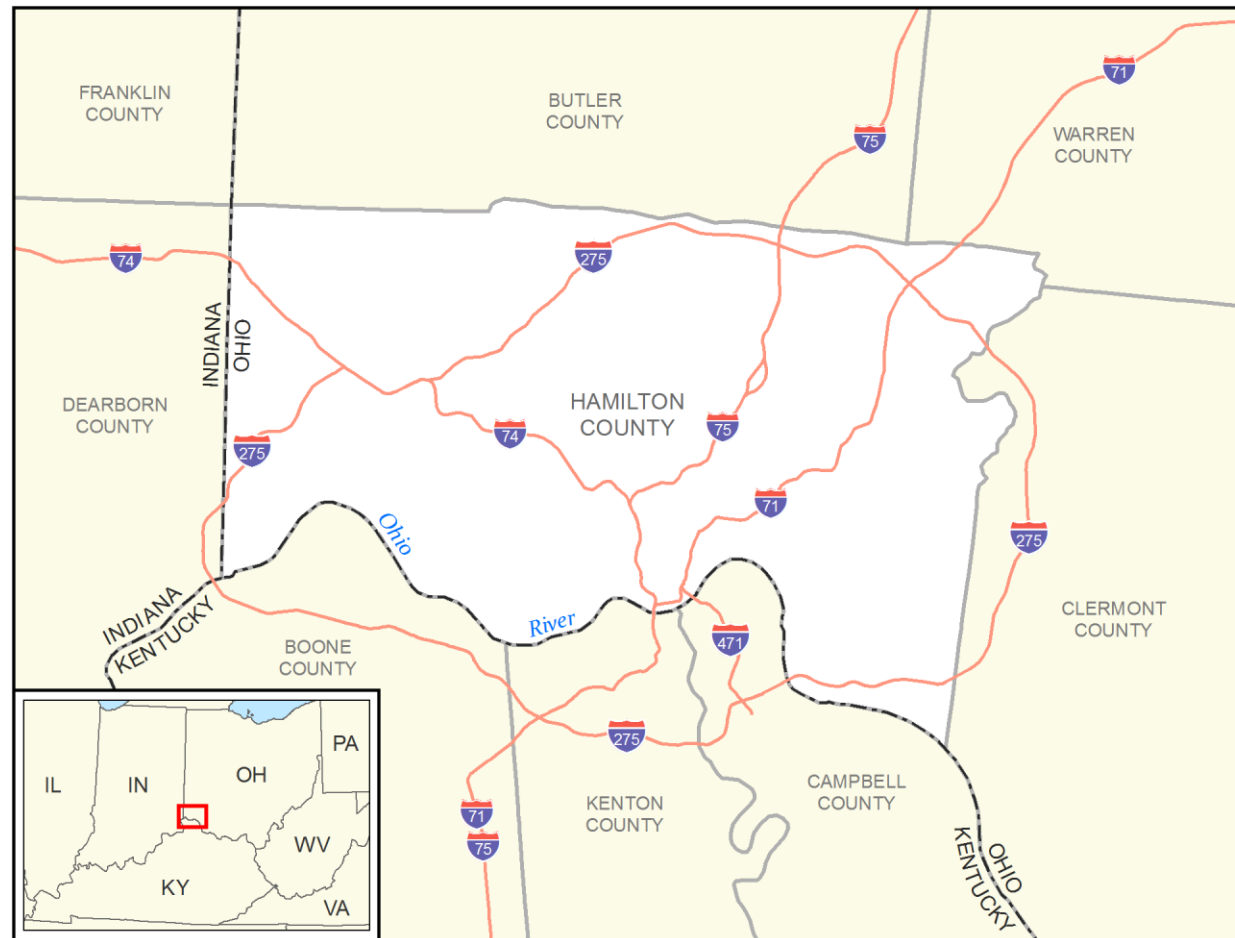 FRANKLIN
COUNTY
BUTLER
COUNTY
71
75
WARREN
COUNTY
74
275
INDIANA
OHIO
DEARBORN
COUNTY
HAMILTON
COUNTY
275
74
75
71
Ohio
River
275
INDIANA
KENTUCKY
BOONE
COUNTY
471
CLERMONT
COUNTY
275
CAMPBELL
COUNTY
KENTON
COUNTY
71
75
OHIO
KENTUCKY
IL
IN
OH
PA
WV
KY
VA